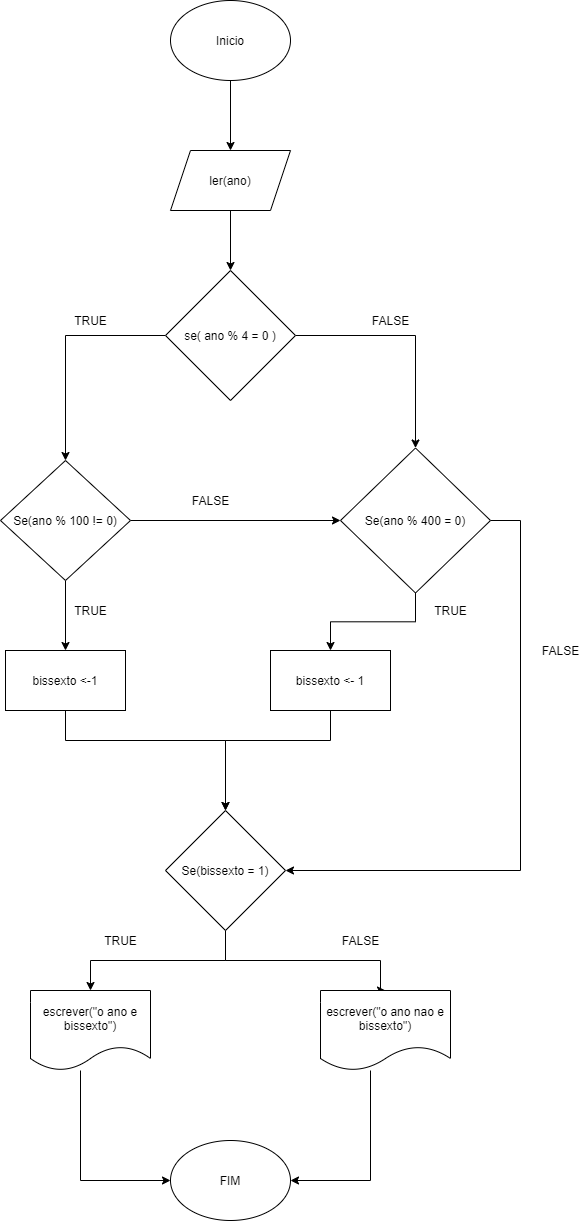 Inicio
ler(ano)
TRUE
FALSE
se( ano % 4 = 0 )
FALSE
Se(ano % 100 != 0)
Se(ano % 400 = 0)
TRUE
TRUE
FALSE
bissexto <-1
bissexto <- 1
Se(bissexto = 1)
TRUE
FALSE
escrever("o ano e
bissexto")
escrever("o ano nao e
bissexto")
FIM